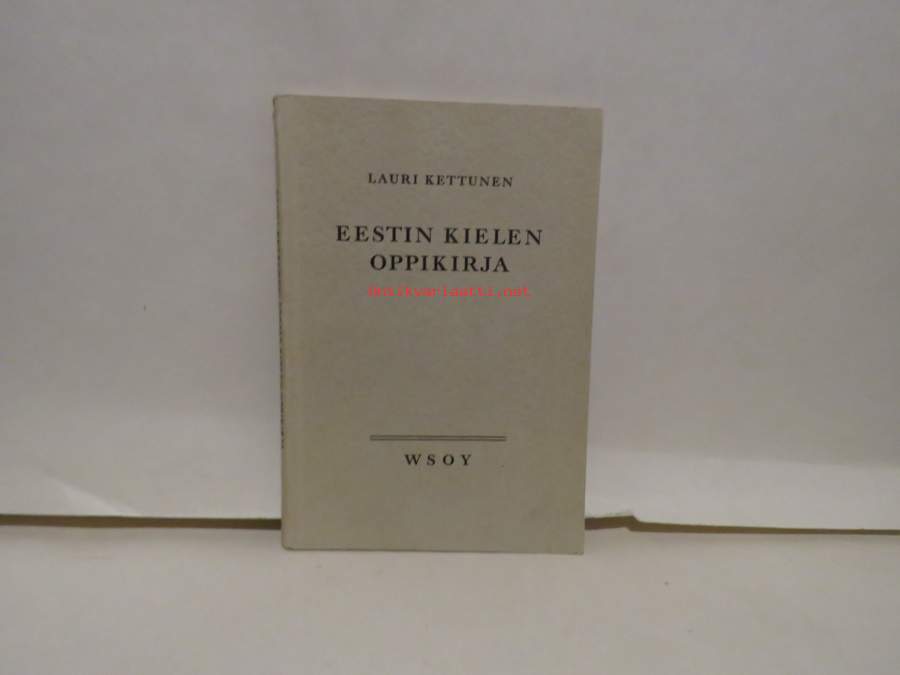 LAURI KETTUNEN
EESTIN KIELEN
OPPIKIRJA
antikvariaatti.net
WSOY